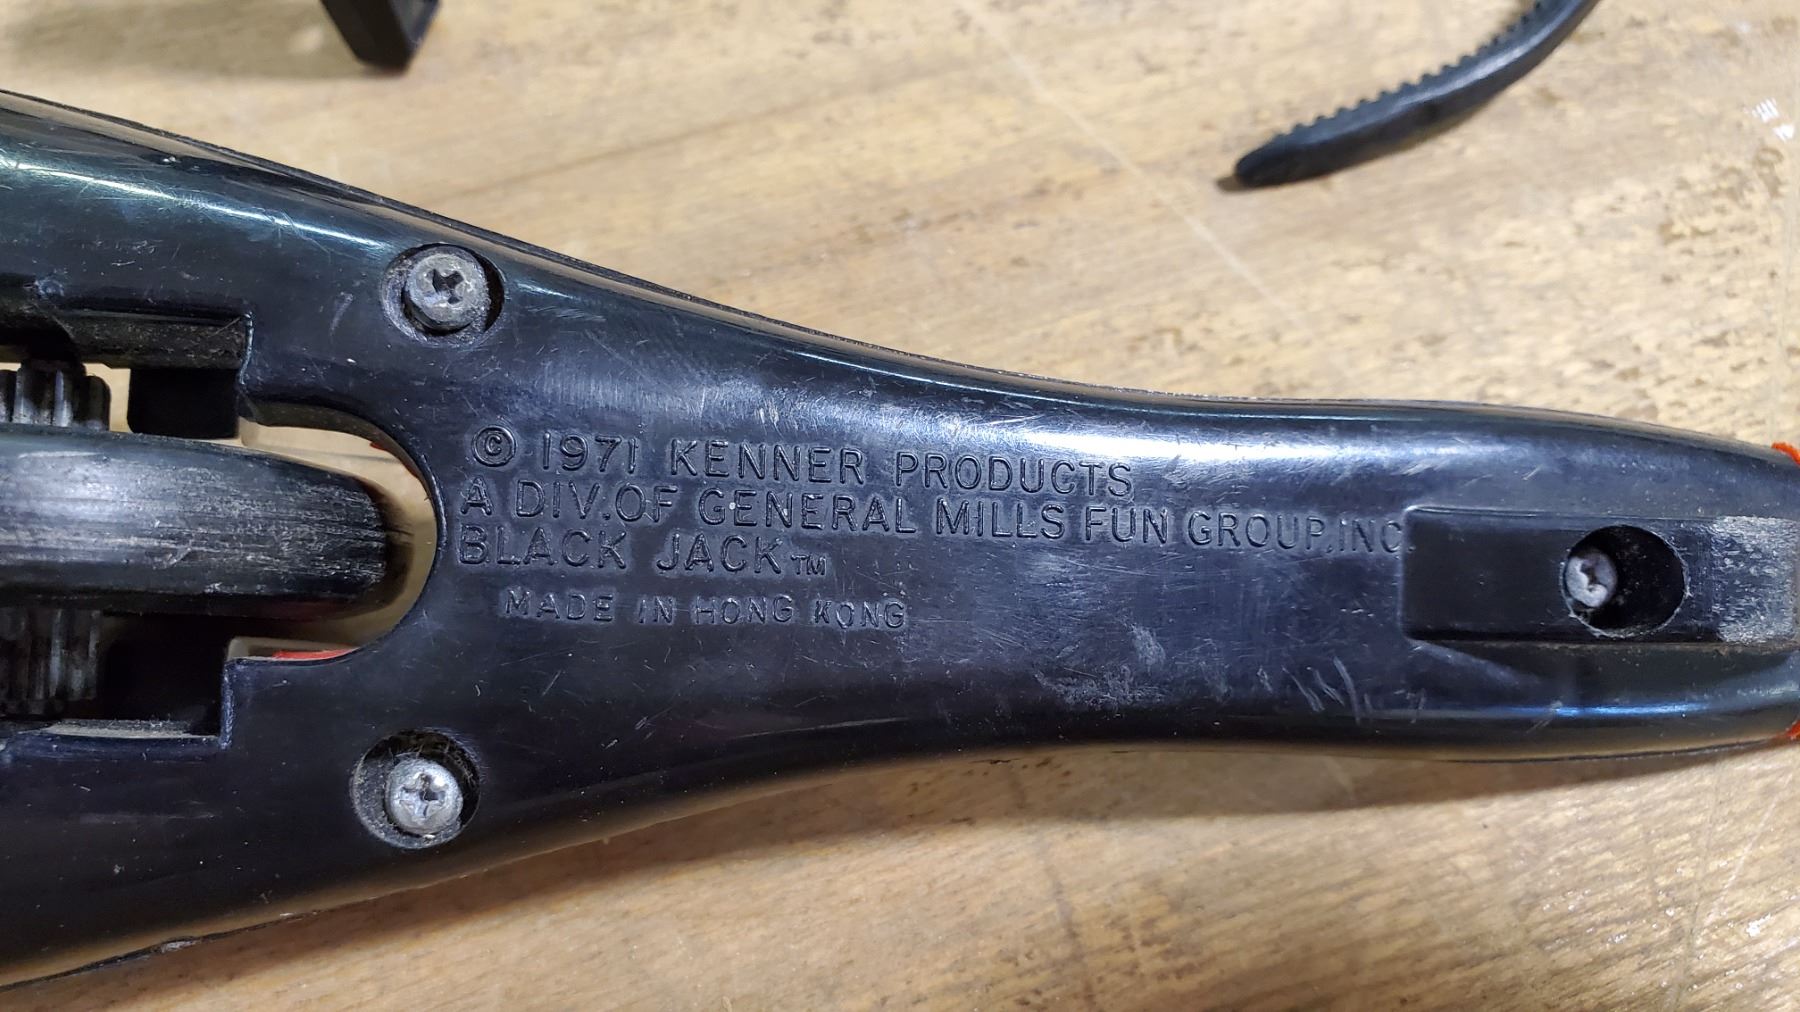 © 1971 KENNER PRODUCTS
A DIV.OF GENERAL MILLS FUN GROUP,INC.
BLACK JACK™
MADE IN HONG KONG